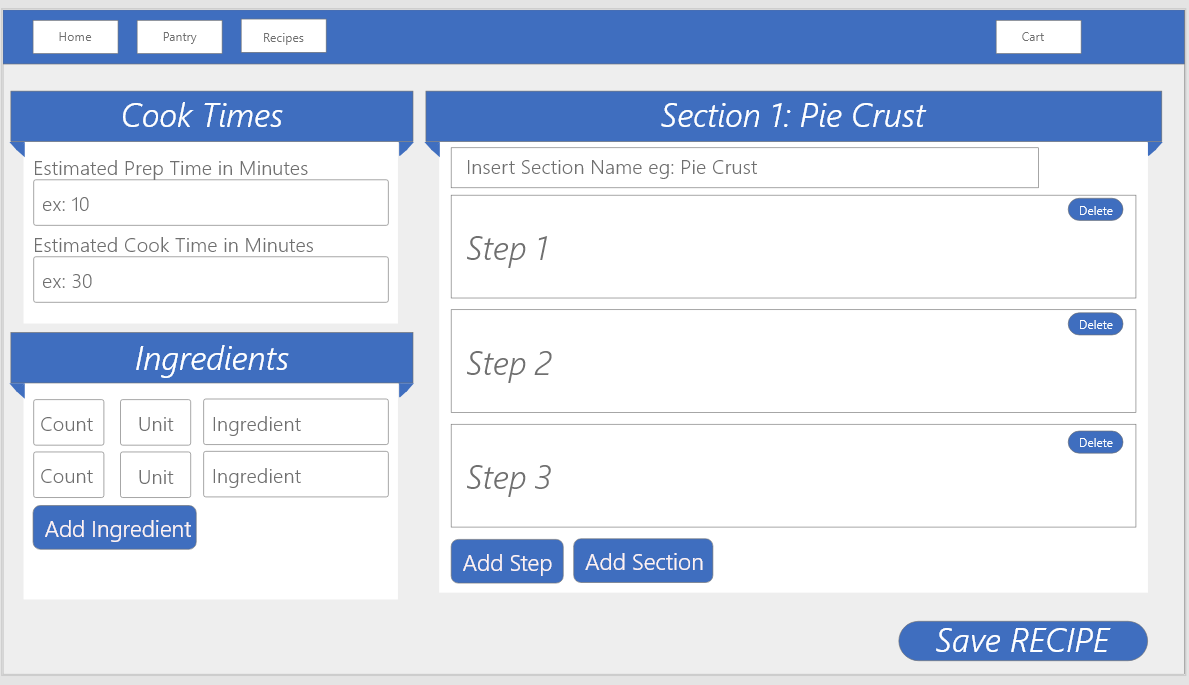 Home
Pantry
Recipes
Cart
Cook Times
Estimated Prep Time in Minutes
ex: 10
Estimated Cook Time in Minutes
ex: 30
Ingredients
Count
Unit
Ingredient
Count
Unit
Ingredient
Add Ingredient
Section 1: Pie Crust
Insert Section Name eg: Pie Crust
Delete
Step 1
Delete
Step 2
Delete
Step 3
Add Step
Add Section
Save RECIPE